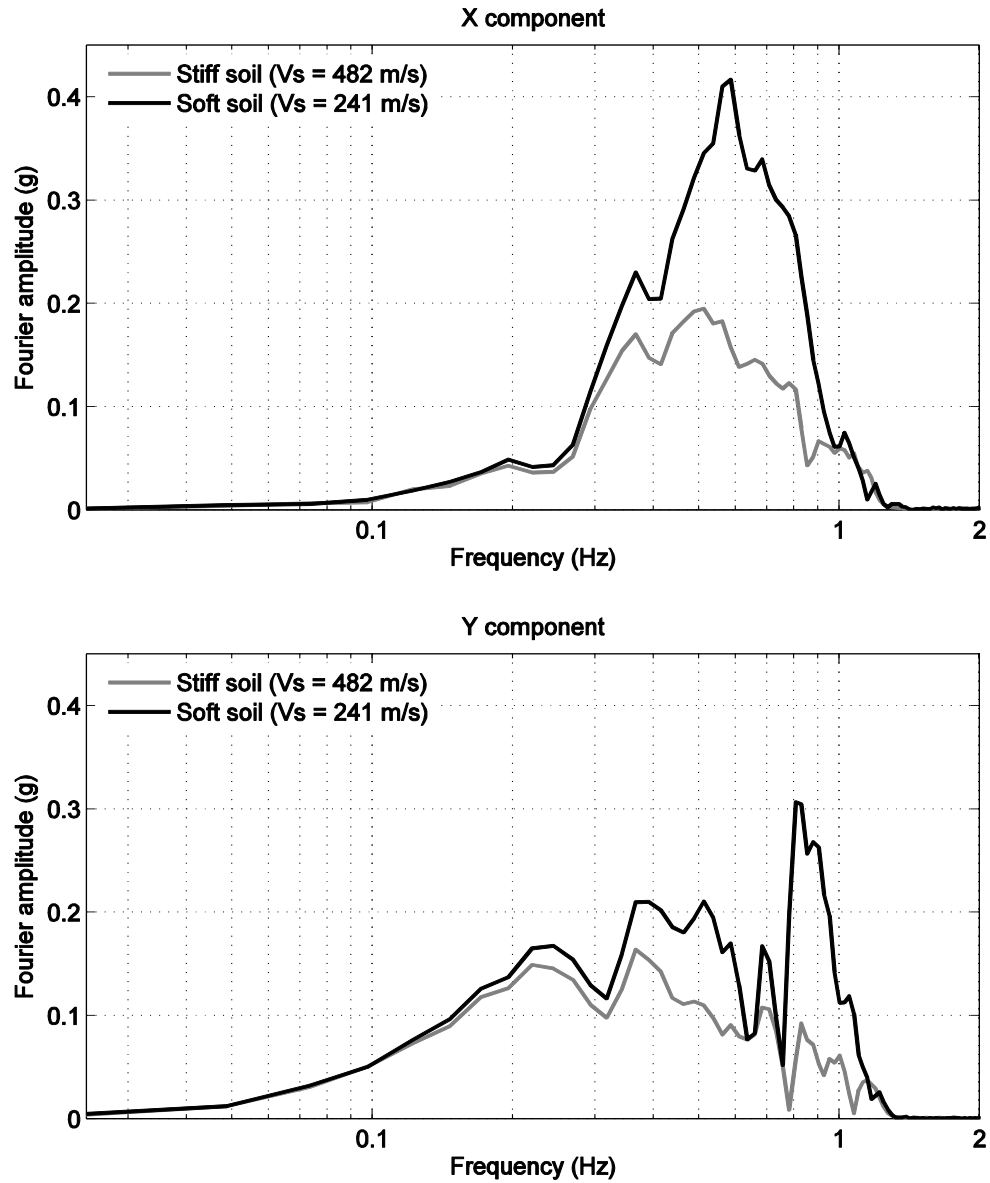 X component
Stiff soil (Vs = 482 m/s)
Soft soil (Vs = 241 m/s)
Fourier amplitude (g)
0.4
0.3
0.2
0.1
0
0.1
1
2
Frequency (Hz)
Y component
Stiff soil (Vs = 482 m/s)
Soft soil (Vs = 241 m/s)
Fourier amplitude (g)
0.4
0.3
0.2
0.1
0
0.1
1
2
Frequency (Hz)